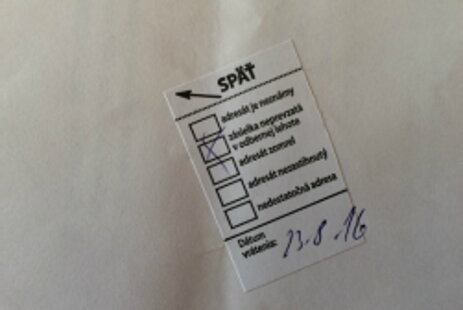 SPÄŤ
adresát je neznámy
zásielka neprevzatá
v odbernej lehote
adresát zomrel
adresát nezastihnutý
nedostatočná adresa
Dátum
vrátenia: 23.8.16